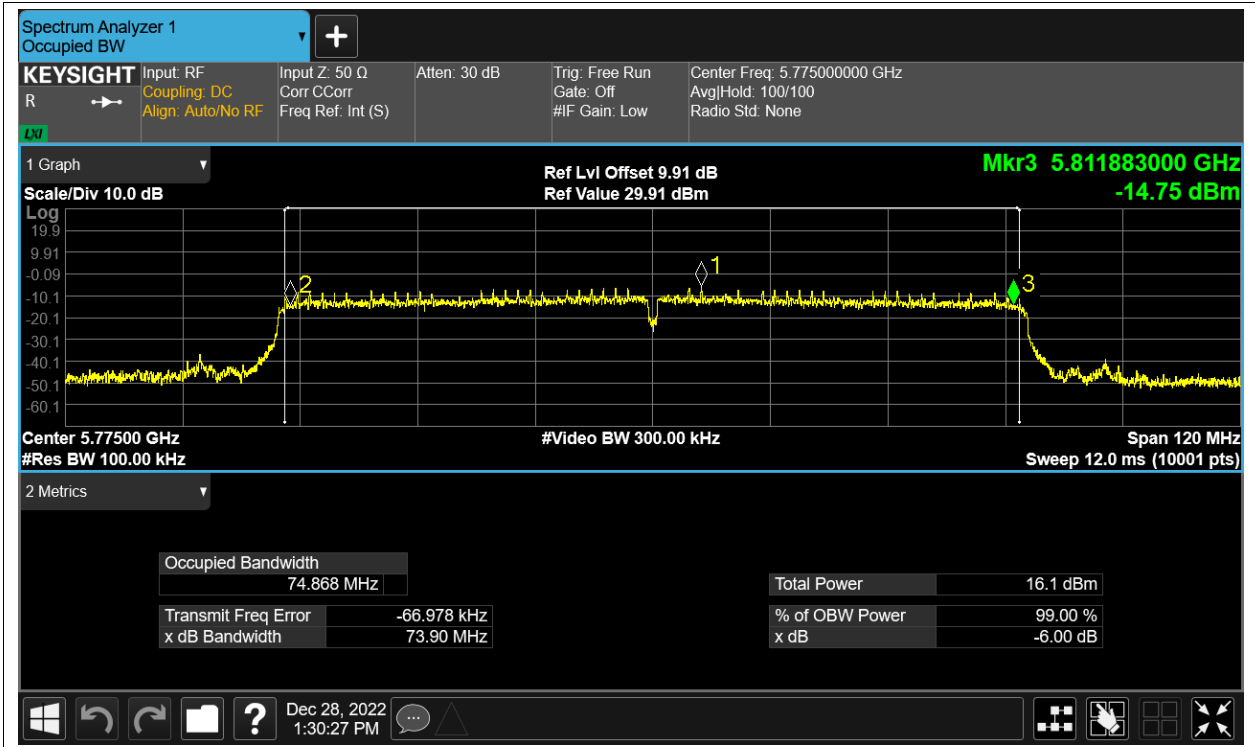 Spectrum Analyzer 1
Occupied BW
KEYSIGHT
R
LXI
Input: RF
Coupling: DC
Align: Auto/No RF
Input Z: 50 Ω
Corr CCorr
Freq Ref: Int (S)
Atten: 30 dB
Trig: Free Run
Gate: Off
#IF Gain: Low
Center Freq: 5.775000000 GHz
Avg|Hold: 100/100
Radio Std: None
1 Graph
Scale/Div 10.0 dB
Ref Lvl Offset 9.91 dB
Ref Value 29.91 dBm
Mkr3 5.811883000 GHz
-14.75 dBm
Log
19.9
9.91
-0.09
-10.1
-20.1
-30.1
-40.1
-50.1
-60.1
1
2
3
Center 5.77500 GHz
#Video BW 300.00 kHz
Span 120 MHz
#Res BW 100.00 kHz
Sweep 12.0 ms (10001 pts)
2 Metrics
Occupied Bandwidth
74.868 MHz
Transmit Freq Error -66.978 kHz
x dB Bandwidth 73.90 MHz
Total Power 16.1 dBm
% of OBW Power 99.00 %
x dB -6.00 dB
?
Dec 28, 2022
1:30:27 PM